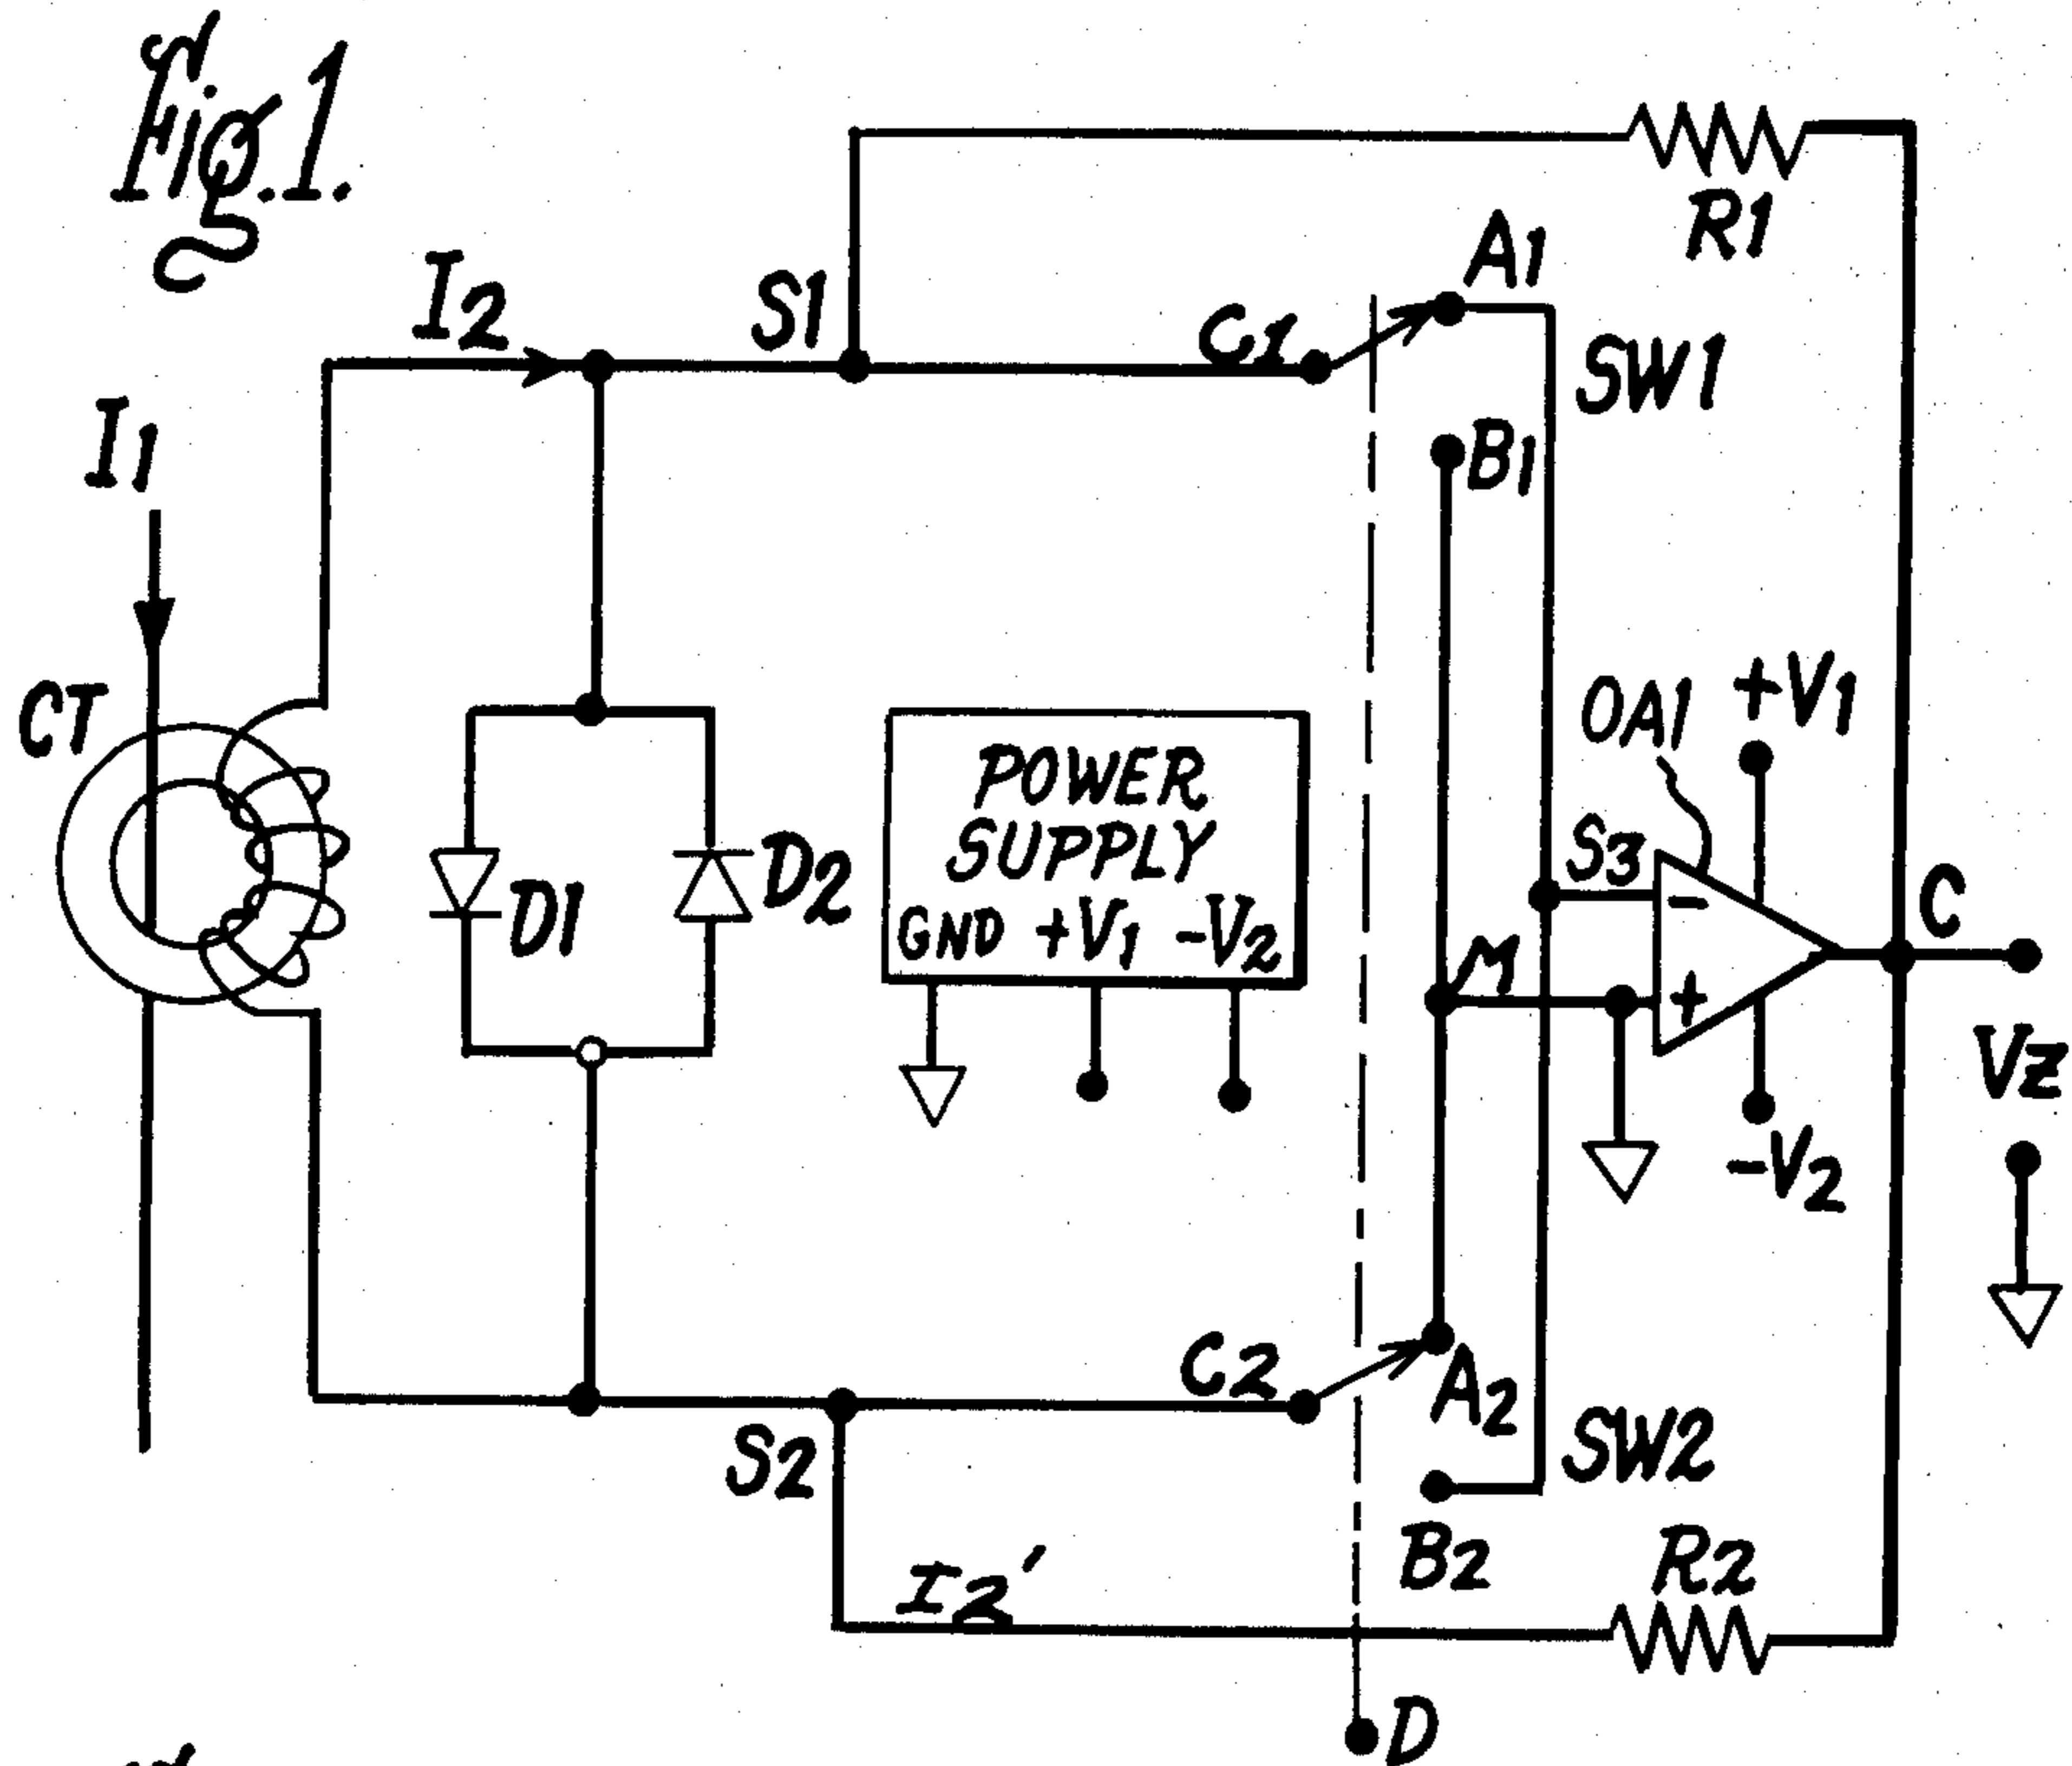 Fig.1.
R1
A1
I2
S1
C1
SW1
I1
B1
OA1
+V1
CT
POWER
SUPPLY
GND +V1 -V2
D1
D2
S3
-
C
M
+
Vz
-V2
C2
A2
S2
SW2
B2
R2
I2'
D